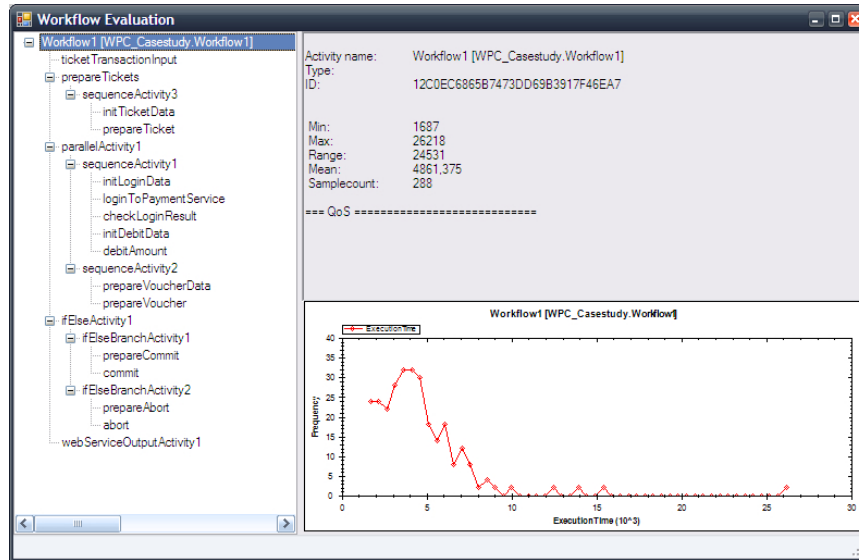 Workflow Evaluation
Workflow1 [WPC_Casestudy.Workflow1]
ticketTransactionInput
prepareTickets
sequenceActivity3
initTicketData
prepareTicket
parallelActivity1
sequenceActivity1
initLoginData
loginToPaymentService
checkLoginResult
initDebitData
debitAmount
sequenceActivity2
prepareVoucherData
prepareVoucher
ifElseActivity1
ifElseBranchActivity1
prepareCommit
commit
ifElseBranchActivity2
prepareAbort
abort
webServiceOutputActivity1
Activity name: Workflow1 [WPC_Casestudy.Workflow1]
Type:
ID: 12C0EC6865B7473DD69B3917F46EA7
Min: 1687
Max: 26218
Range: 24531
Mean: 4861,375
Samplecount: 288
=== QoS ============================
Workflow1 [WPC_Casestudy.Workflow1]
ExecutionTime
Frequency
40
35
30
25
20
15
10
5
0
0 5 10 15 20 25 30
ExecutionTime (10^3)